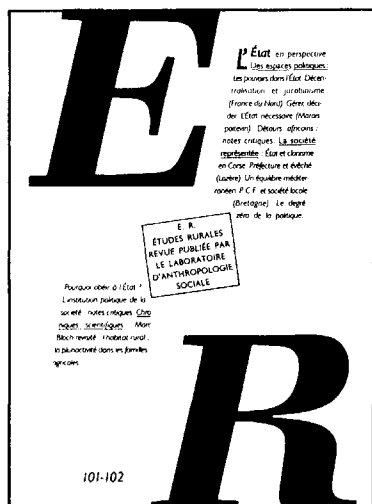 E
L'État en perspective
Des espaces politiques :
Les pouvoirs dans l'État Décen-
tralisation et jacobinisme
(France du Nord) Gérer, déci-
der L'État nécessaire (Marais
poitevin) Détours africains :
notes critiques. La société
représentée : État et clanisme
en Corse Préfecture et évêché
(Lozère) Un équilibre méditer-
ranéen P C F et société locale
(Bretagne) Le degré
zéro de la politique.
E. R.
ÉTUDES RURALES
REVUE PUBLIÉE PAR
LE LABORATOIRE
D'ANTHROPOLOGIE
SOCIALE
Pourquoi obéir à l'État ?
L'institution politique de la
société notes critiques Chro
niques scientifiques Marc
Bloch revisité l'habitat rural ;
la pluriactivité dans les familles
agricoles
R
101-102